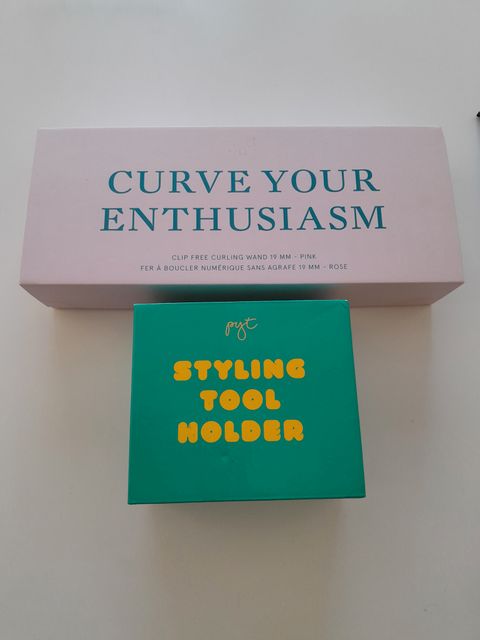 CURVE YOUR
ENTHUSIASM
CLIP FREE CURLING WAND 19 MM - PINK
FER À BOUCLER NUMÉRIQUE SANS AGRAFE 19 MM - ROSE
pyt
STYLING
TOOL
HOLDER